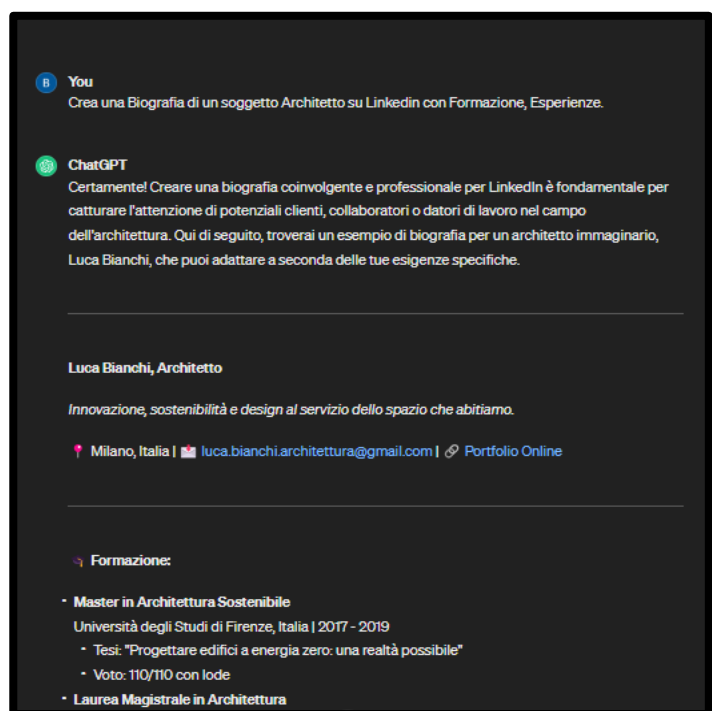 B
You
Crea una Biografia di un soggetto Architetto su Linkedin con Formazione, Esperienze.
ChatGPT
Certamente! Creare una biografia coinvolgente e professionale per LinkedIn è fondamentale per
catturare l'attenzione di potenziali clienti, collaboratori o datori di lavoro nel campo
dell'architettura. Qui di seguito, troverai un esempio di biografia per un architetto immaginario,
Luca Bianchi, che puoi adattare a seconda delle tue esigenze specifiche.
Luca Bianchi, Architetto
Innovazione, sostenibilità e design al servizio dello spazio che abitiamo.
📍 Milano, Italia | 📩 luca.bianchi.architettura@gmail.com | 🔗 Portfolio Online
Formazione:
• Master in Architettura Sostenibile
Università degli Studi di Firenze, Italia | 2017 - 2019
• Tesi: "Progettare edifici a energia zero: una realtà possibile"
• Voto: 110/110 con lode
• Laurea Magistrale in Architettura